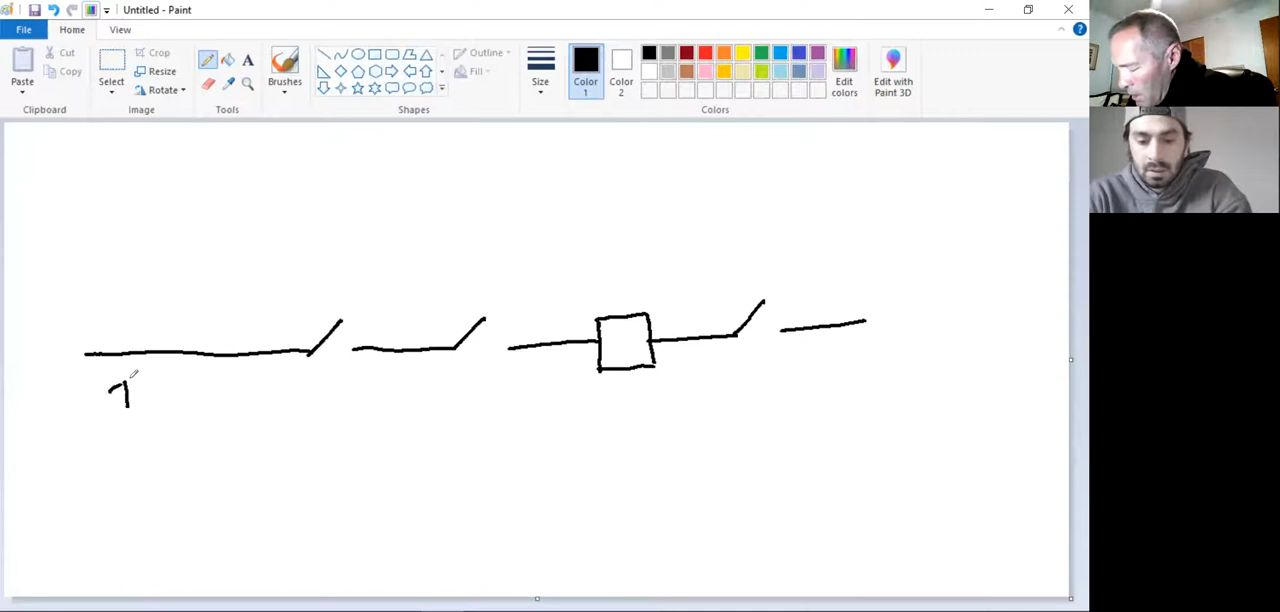 Untitled - Paint
File
Home
View
Paste
Cut
Copy
Clipboard
Select
Crop
Resize
Rotate
Image
A
Tools
Brushes
Outline
Fill
Shapes
Size
Color
1
Color
2
Edit
colors
Colors
Edit with
Paint 3D
?